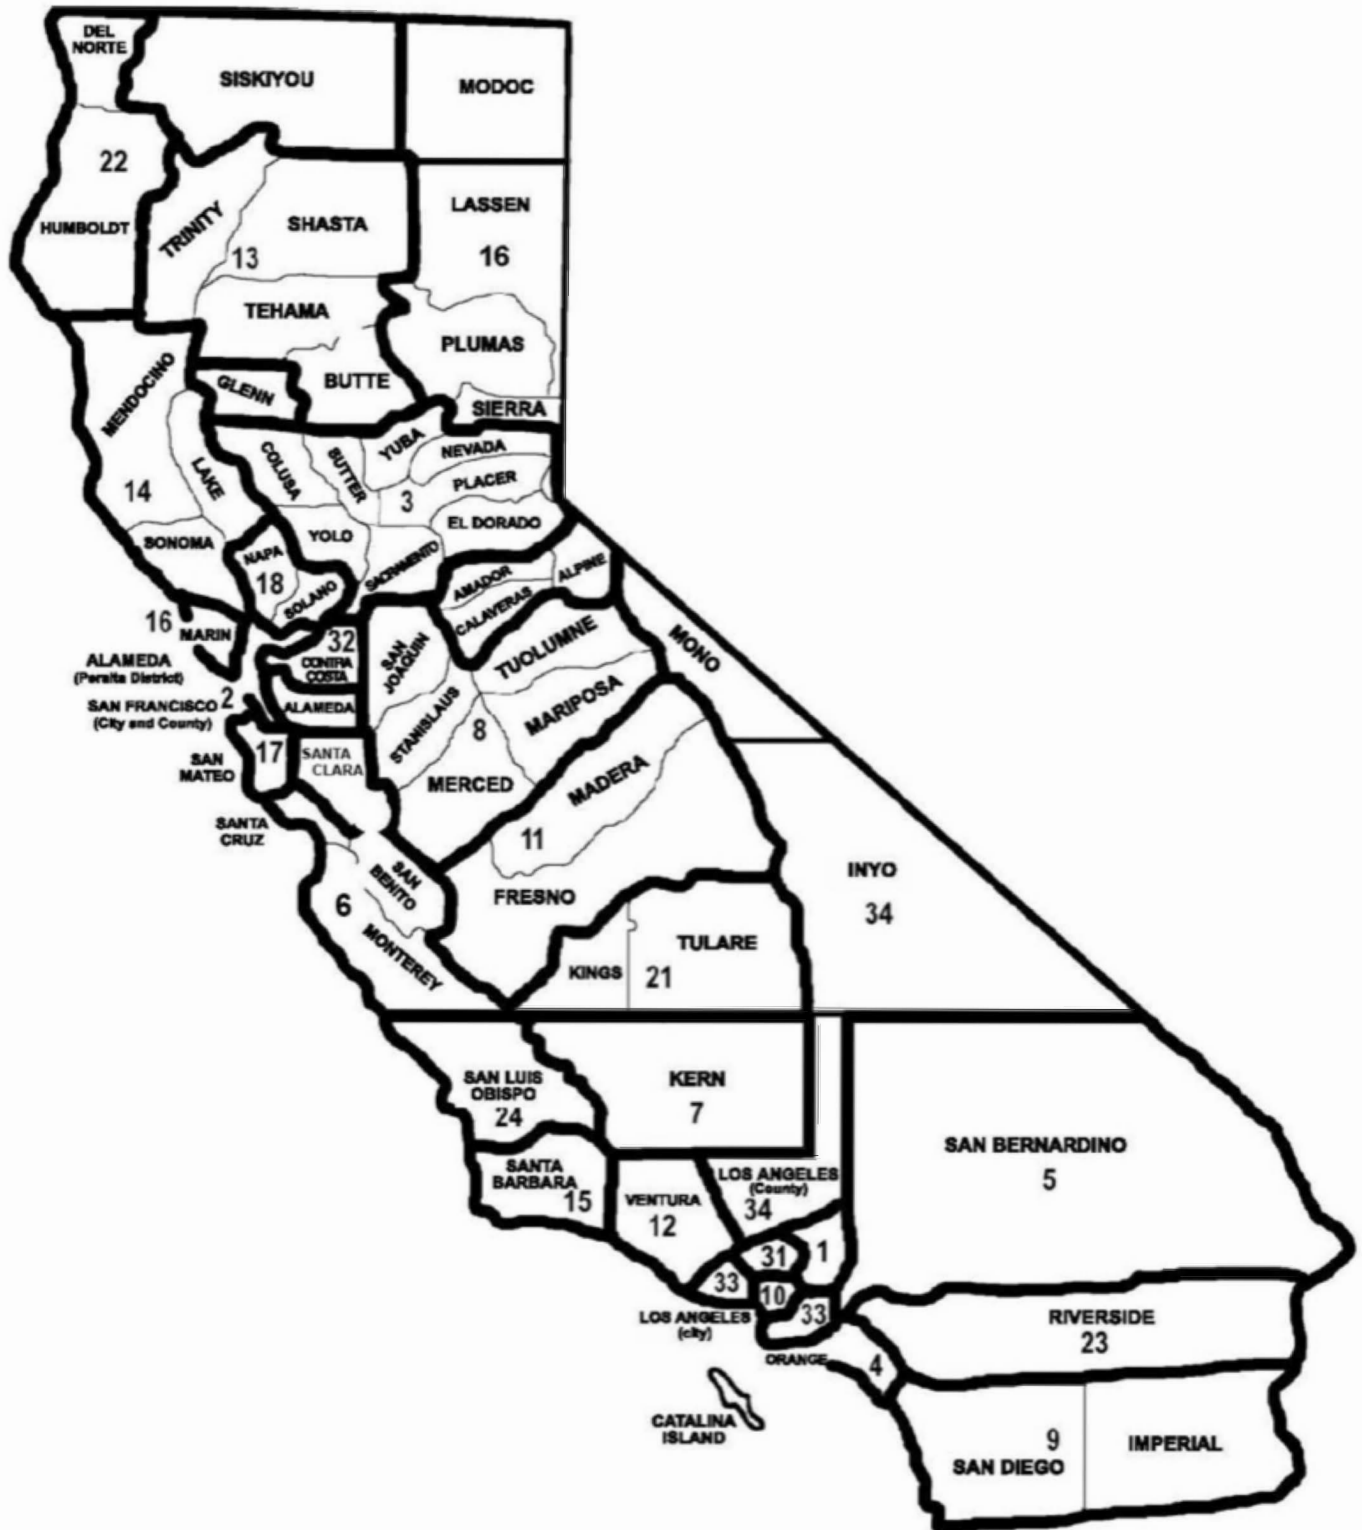 DEL
NORTE
SISKIYOU
MODOC
22
HUMBOLDT
TRINITY
SHASTA
13
LASSEN
16
TEHAMA
PLUMAS
MENDOCINO
GLENN
BUTTE
SIERRA
COLUSA
SUTTER
YUBA
NEVADA
LAKE
14
3
PLACER
EL DORADO
SONOMA
YOLO
NAPA
18
SOLANO
SACRAMENTO
AMADOR
ALPINE
CALAVERAS
16
MARIN
32
CONTRA
COSTA
SAN
JOAQUIN
TUOLUMNE
MONO
ALAMEDA
(Peralta District)
2
SAN FRANCISCO
(City and County)
ALAMEDA
STANISLAUS
MARIPOSA
8
17
SANTA
CLARA
SAN
MATEO
MERCED
MADERA
SANTA
CRUZ
11
SAN
BENITO
FRESNO
INYO
34
6
MONTEREY
KINGS
TULARE
21
SAN LUIS
OBISPO
24
KERN
7
SAN BERNARDINO
5
SANTA
BARBARA
15
VENTURA
12
LOS ANGELES
(County)
34
31
1
33
10
33
LOS ANGELES
(city)
ORANGE
4
RIVERSIDE
23
CATALINA
ISLAND
9
SAN DIEGO
IMPERIAL